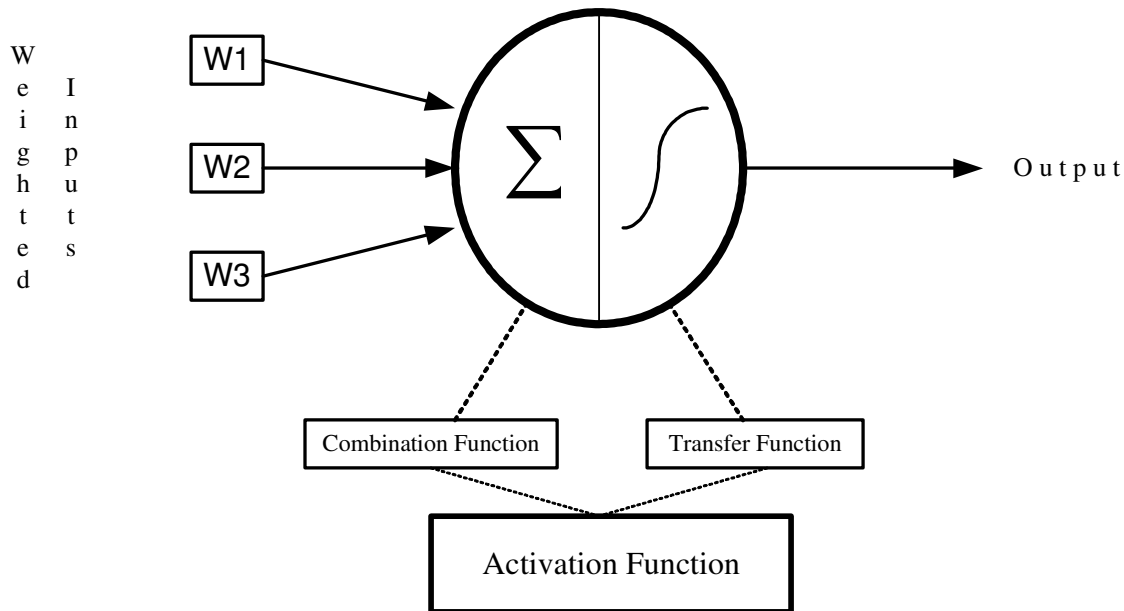 Weighted
Inputs
W1
W2
W3
Σ
Output
Combination Function
Transfer Function
Activation Function